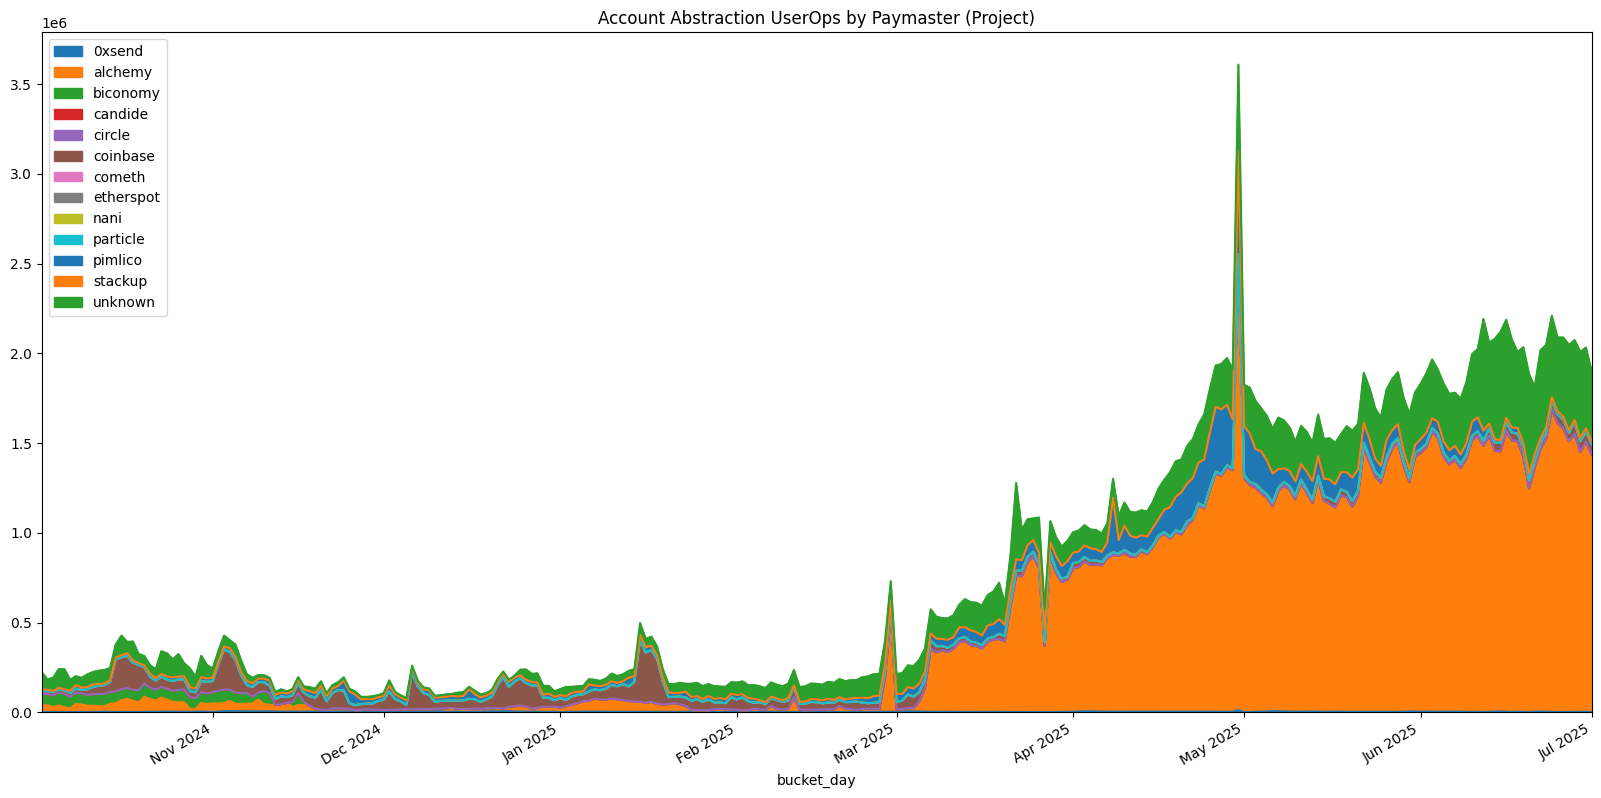 Account Abstraction UserOps by Paymaster (Project)
1e6
3.5
3.0
2.5
2.0
1.5
1.0
0.5
0.0
0xsend
alchemy
biconomy
candide
circle
coinbase
cometh
etherspot
nani
particle
pimlico
stackup
unknown
Nov 2024
Dec 2024
Jan 2025
Feb 2025
Mar 2025
Apr 2025
May 2025
Jun 2025
Jul 2025
bucket_day